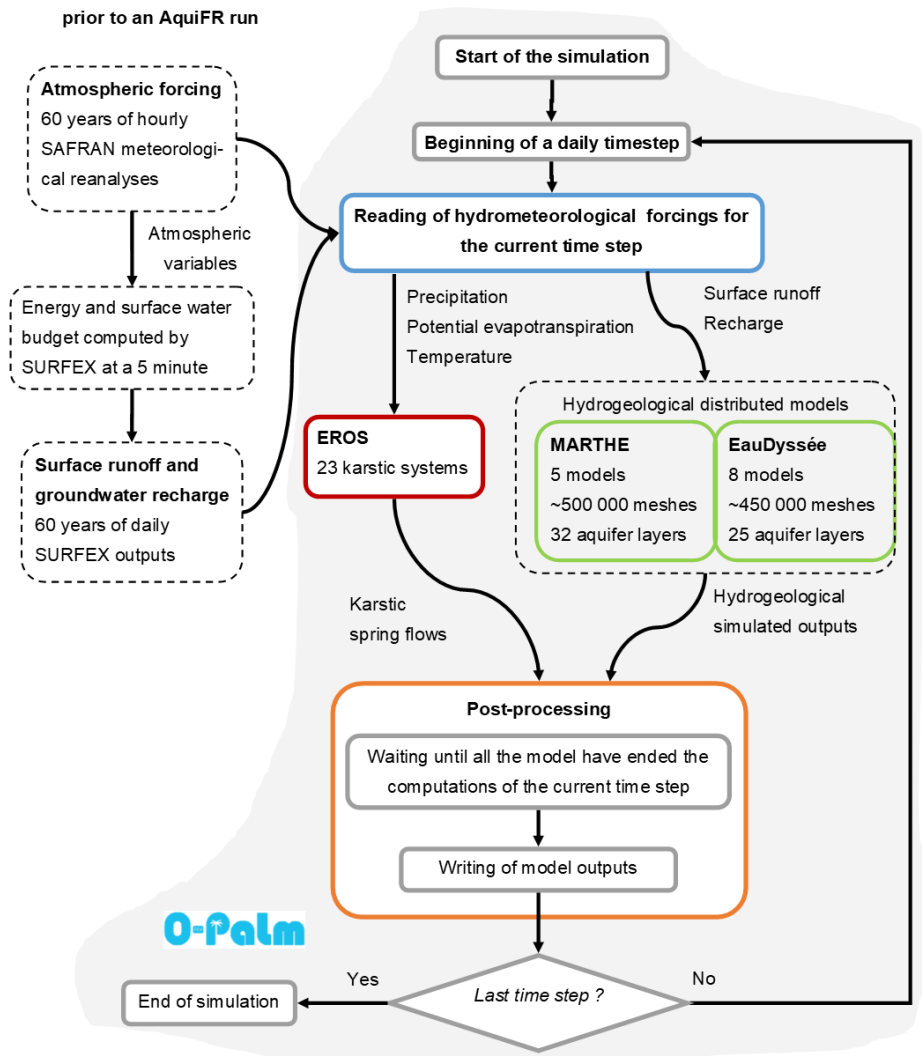 prior to an AquiFR run
Atmospheric forcing
60 years of hourly
SAFRAN meteorologi-
cal reanalyses
Atmospheric
variables
Energy and surface water
budget computed by
SURFEX at a 5 minute
Surface runoff and
groundwater recharge
60 years of daily
SURFEX outputs
Start of the simulation
Beginning of a daily timestep
Reading of hydrometeorological forcings for
the current time step
Precipitation
Potential evapotranspiration
Temperature
Surface runoff
Recharge
EROS
23 karstic systems
Hydrogeological distributed models
MARTHE
5 models
~500 000 meshes
32 aquifer layers
EauDyssée
8 models
~450 000 meshes
25 aquifer layers
Karstic
spring flows
Hydrogeological
simulated outputs
Post-processing
Waiting until all the model have ended the
computations of the current time step
Writing of model outputs
O-PaLm
Last time step ?
Yes
No
End of simulation